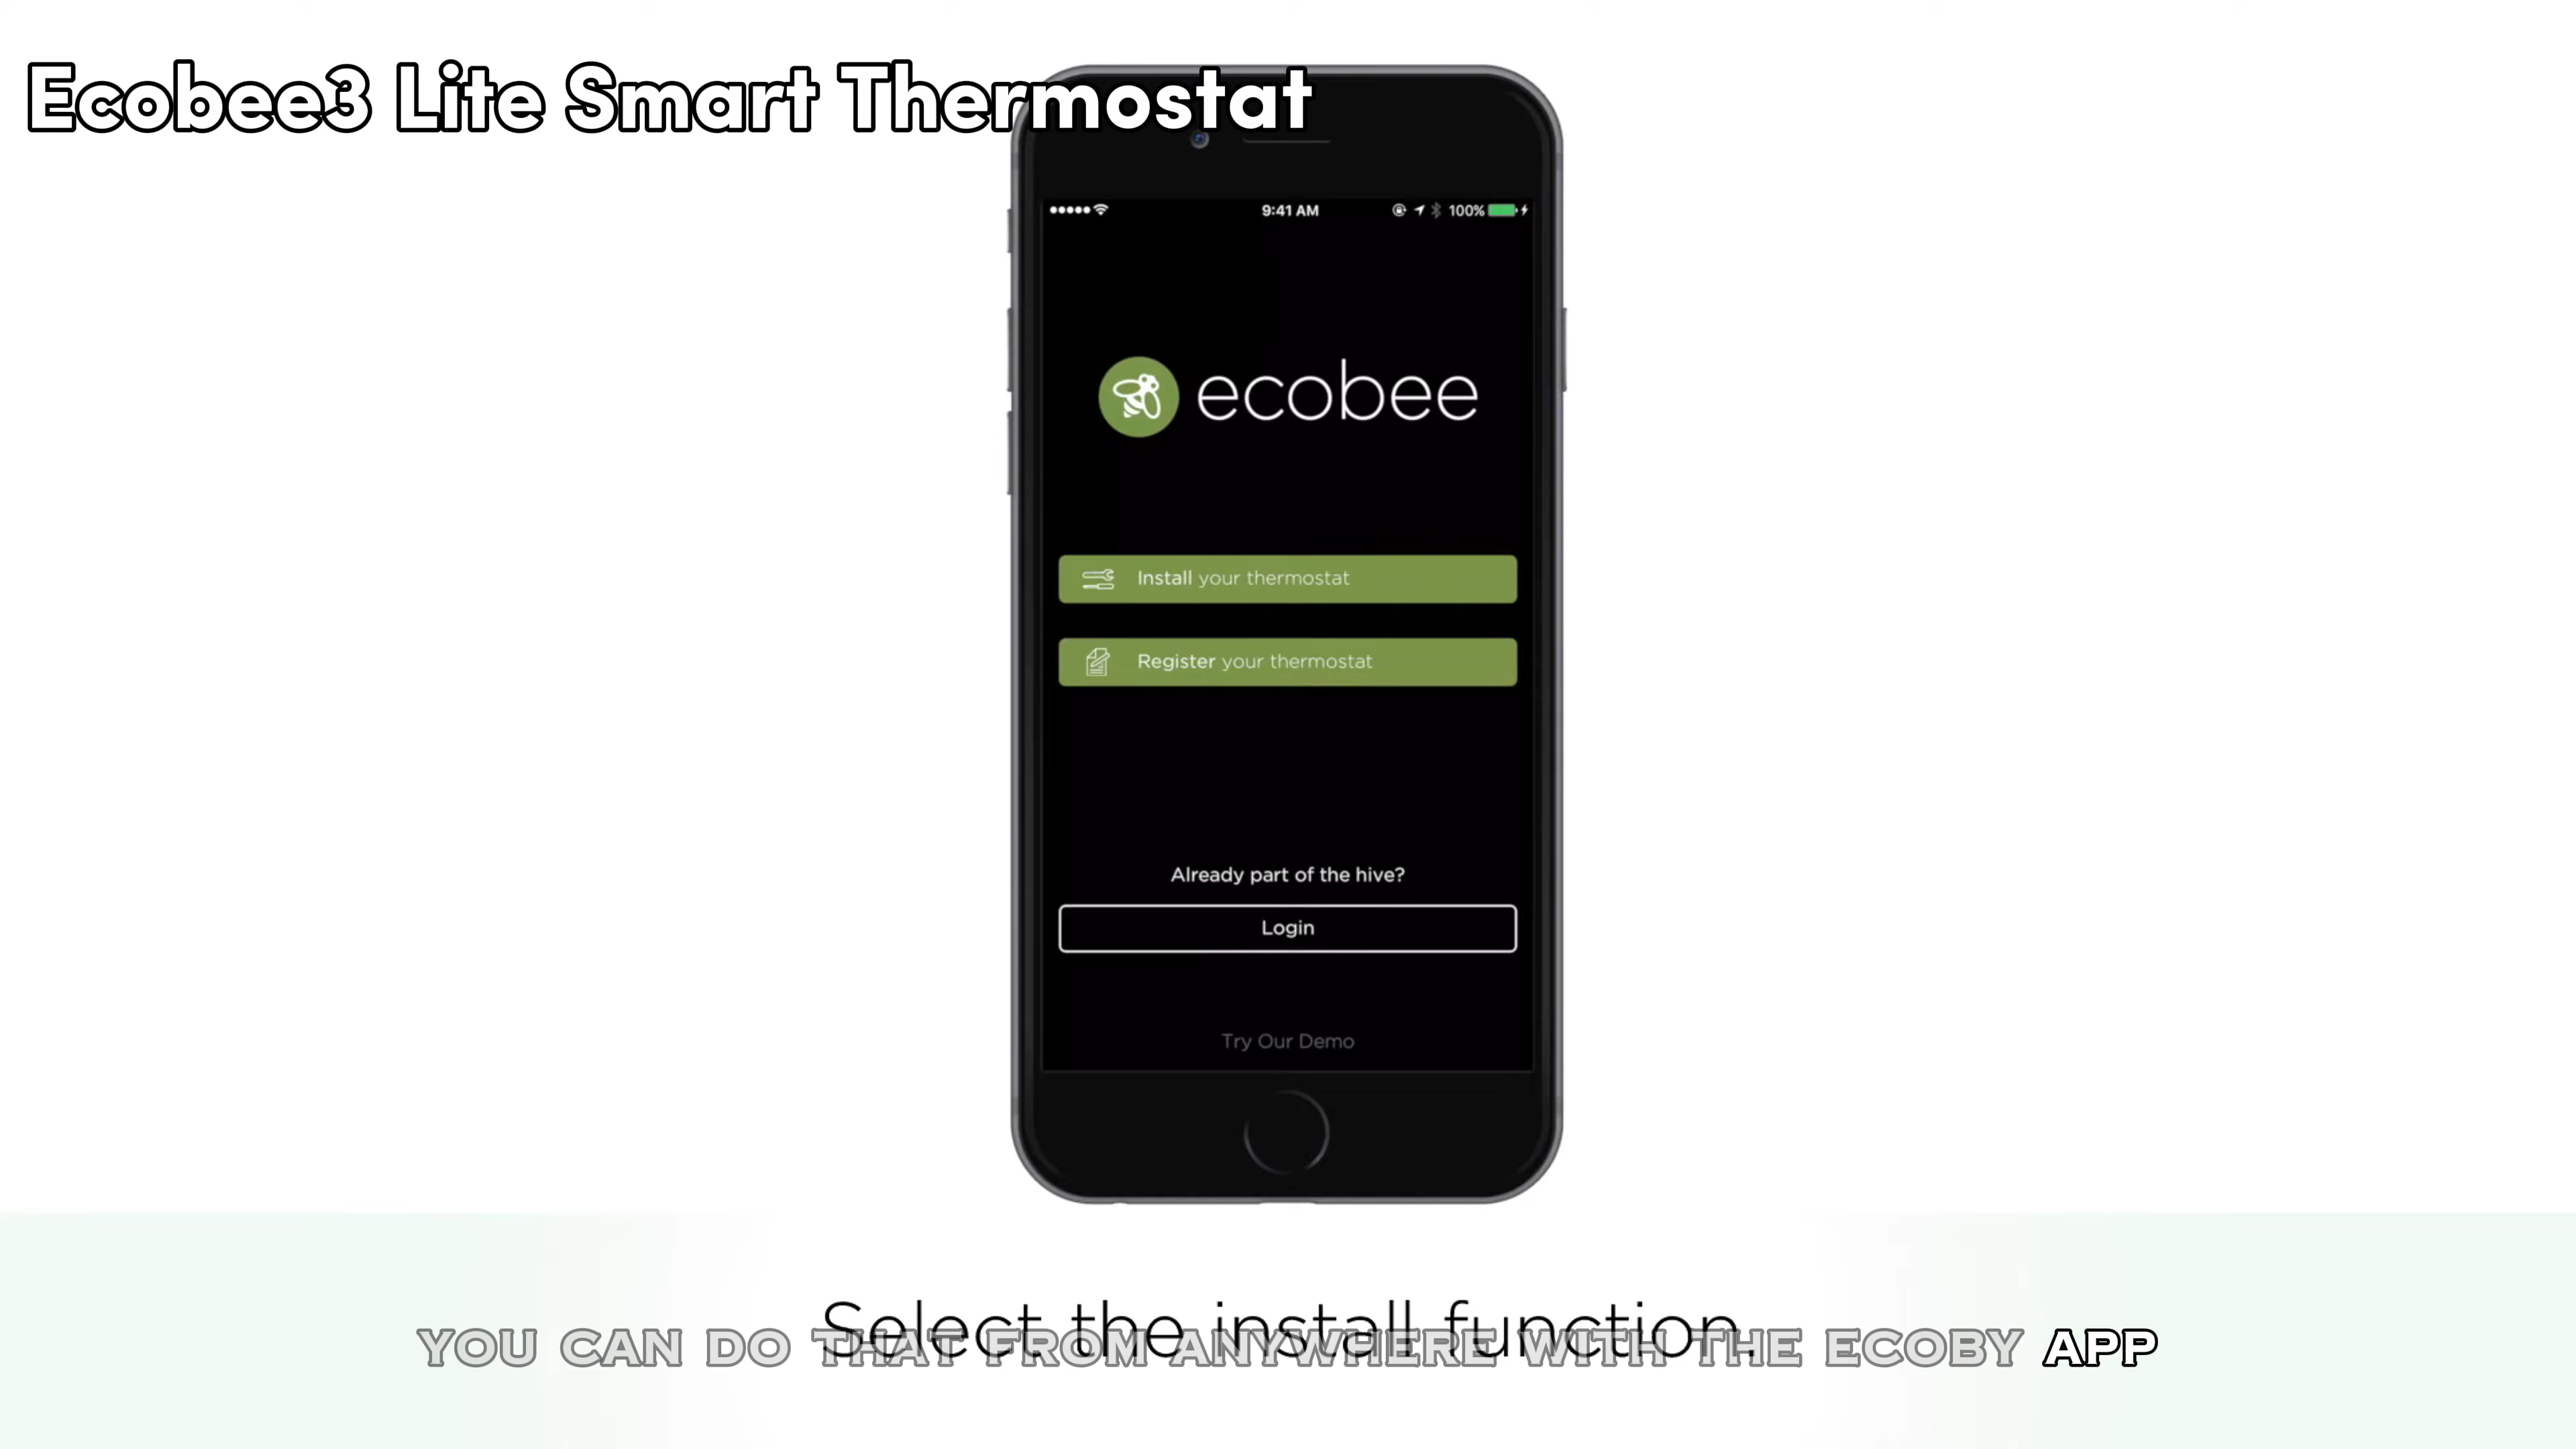 Ecobee3 Lite Smart Thermostat
9:41 AM
100%
ecobee
Install your thermostat
Register your thermostat
Already part of the hive?
Login
Try Our Demo
Select the install function.
YOU CAN DO THAT FROM ANYWHERE WITH THE ECOBY APP